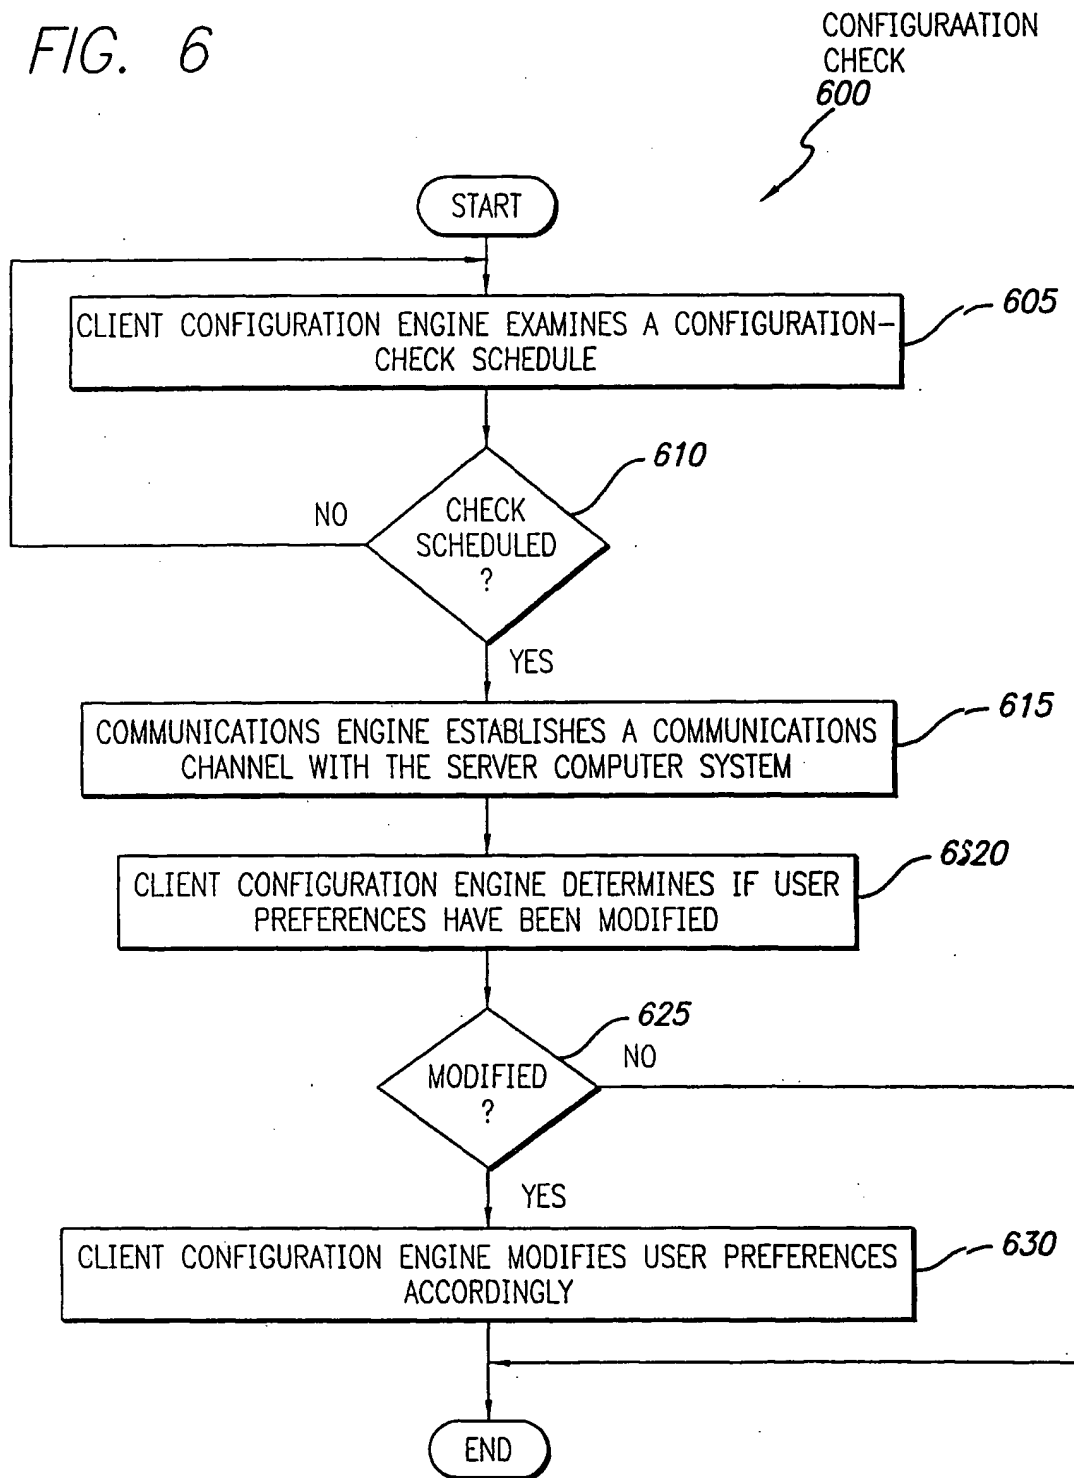 FIG. 6
CONFIGURAATION
CHECK
600
START
605
CLIENT CONFIGURATION ENGINE EXAMINES A CONFIGURATION–
CHECK SCHEDULE
610
NO
CHECK
SCHEDULED
?
YES
615
COMMUNICATIONS ENGINE ESTABLISHES A COMMUNICATIONS
CHANNEL WITH THE SERVER COMPUTER SYSTEM
6S20
CLIENT CONFIGURATION ENGINE DETERMINES IF USER
PREFERENCES HAVE BEEN MODIFIED
625
NO
MODIFIED
?
YES
630
CLIENT CONFIGURATION ENGINE MODIFIES USER PREFERENCES
ACCORDINGLY
END